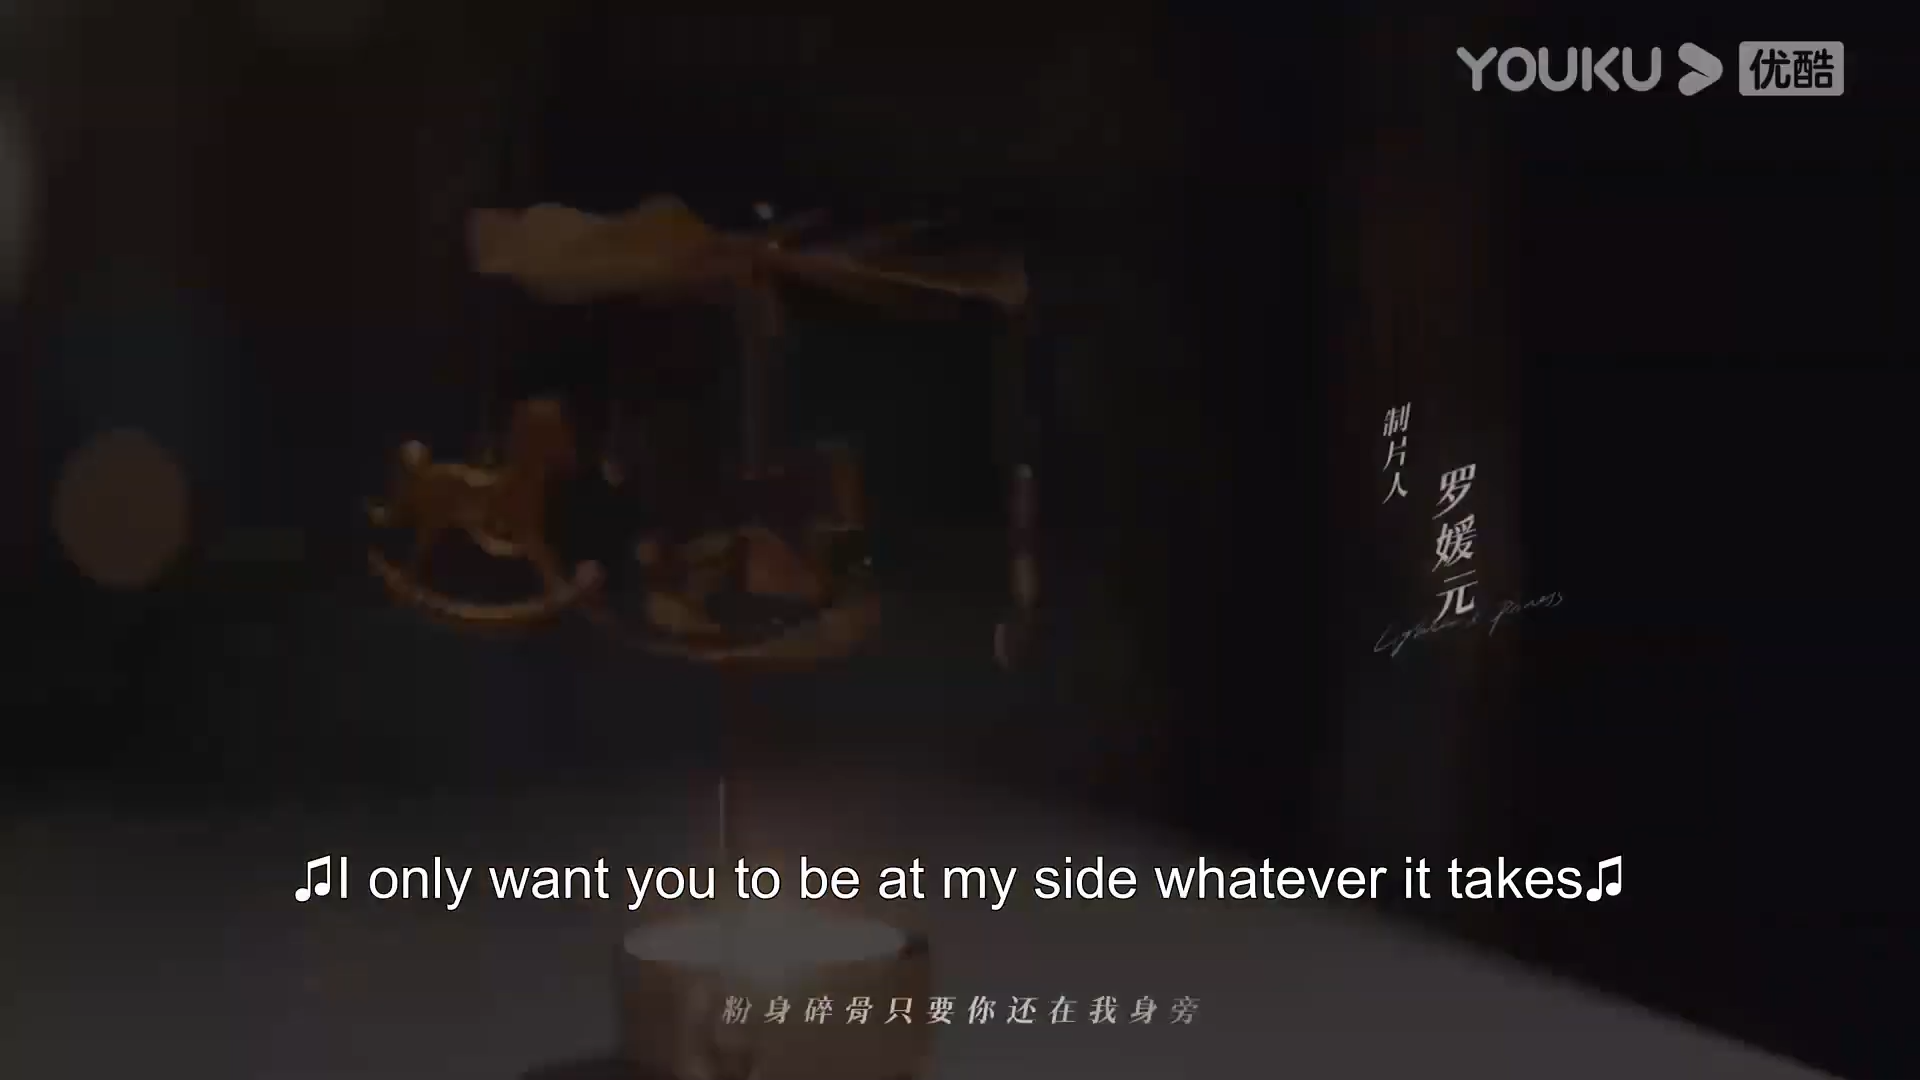 YOUKU 优酷
制片人
罗媛元
♫I only want you to be at my side whatever it takes♫
粉身碎骨只要你还在我身旁